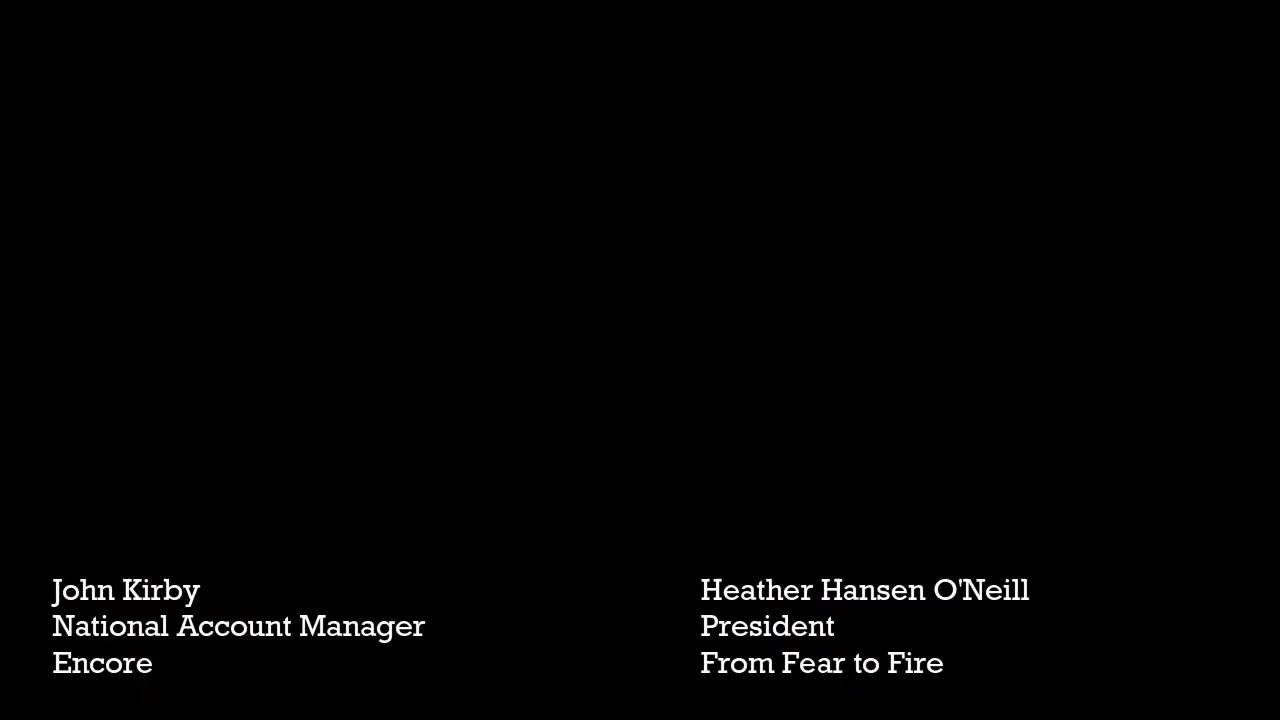 John Kirby
National Account Manager
Encore
Heather Hansen O'Neill
President
From Fear to Fire